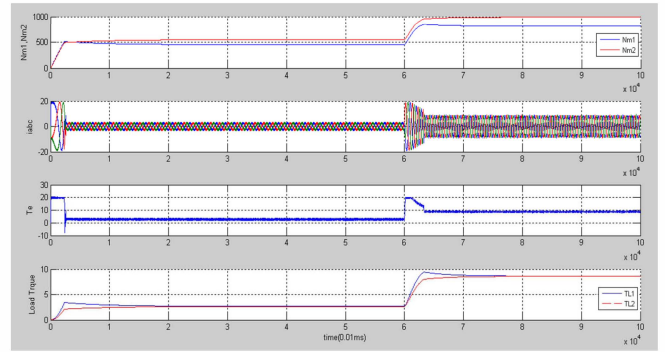 Nm1,Nm2
1000
500
0
Nm1
Nm2
0 1 2 3 4 5 6 7 8 9 10
x 10^4
iabc
20
0
-20
0 1 2 3 4 5 6 7 8 9 10
x 10^4
Te
30
20
10
0
-10
0 1 2 3 4 5 6 7 8 9 10
x 10^4
Load Trque
10
5
0
TL1
TL2
0 1 2 3 4 5 6 7 8 9 10
time(0.01ms)
x 10^4